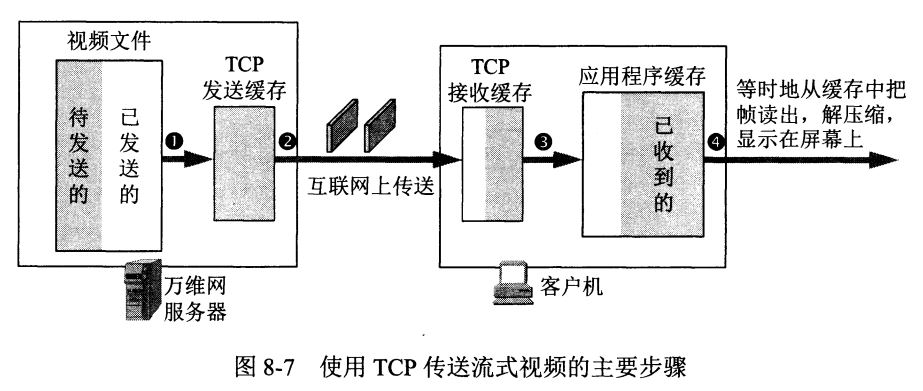 视频文件
待发送的
已发送的
❶
TCP
发送缓存
❷
互联网上传送
TCP
接收缓存
❸
应用程序缓存
已收到的
❹
等时地从缓存中把
帧读出，解压缩，
显示在屏幕上
万维网
服务器
客户机
图 8-7 使用 TCP 传送流式视频的主要步骤